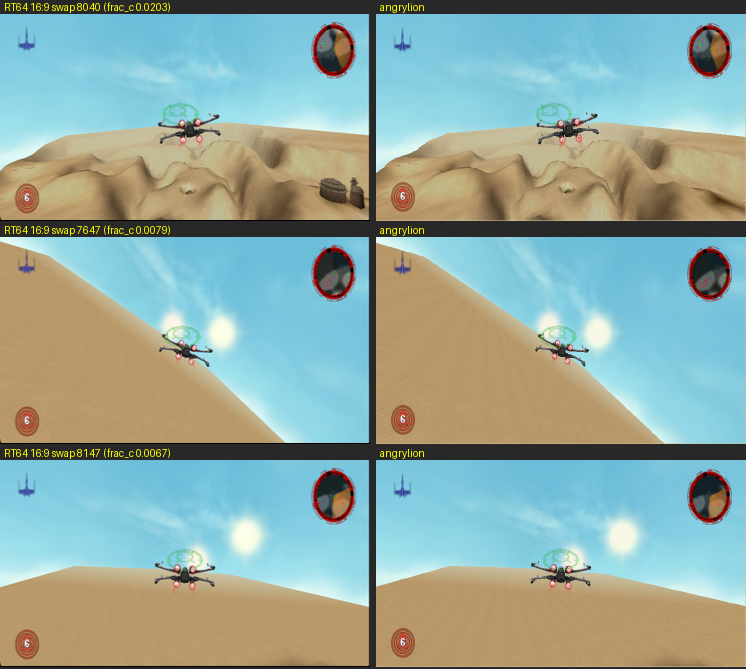 RT64 16:9 swap 8040 (frac_c 0.0203)
angrylion
6
6
RT64 16:9 swap 7647 (frac_c 0.0079)
angrylion
6
6
RT64 16:9 swap 8147 (frac_c 0.0067)
angrylion
6
6